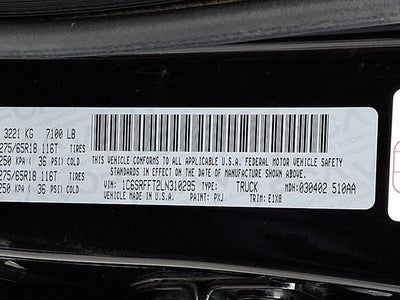 3221 KG 7100 LB
275/65R18 116T TIRES
250 KPA ( 36 PSI) COLD
275/65R18 116T TIRES
250 KPA ( 36 PSI) COLD
THIS VEHICLE CONFORMS TO ALL APPLICABLE U.S.A. FEDERAL MOTOR VEHICLE SAFETY
STANDARDS IN EFFECT ON THE DATE OF MANUFACTURE SHOWN ABOVE.
VIN: 1C6SRFFT2LN310295 TYPE: TRUCK MDH: 030402 510AA
VEHICLE MADE IN U.S.A. PAINT: PXJ TRIM: E1X8